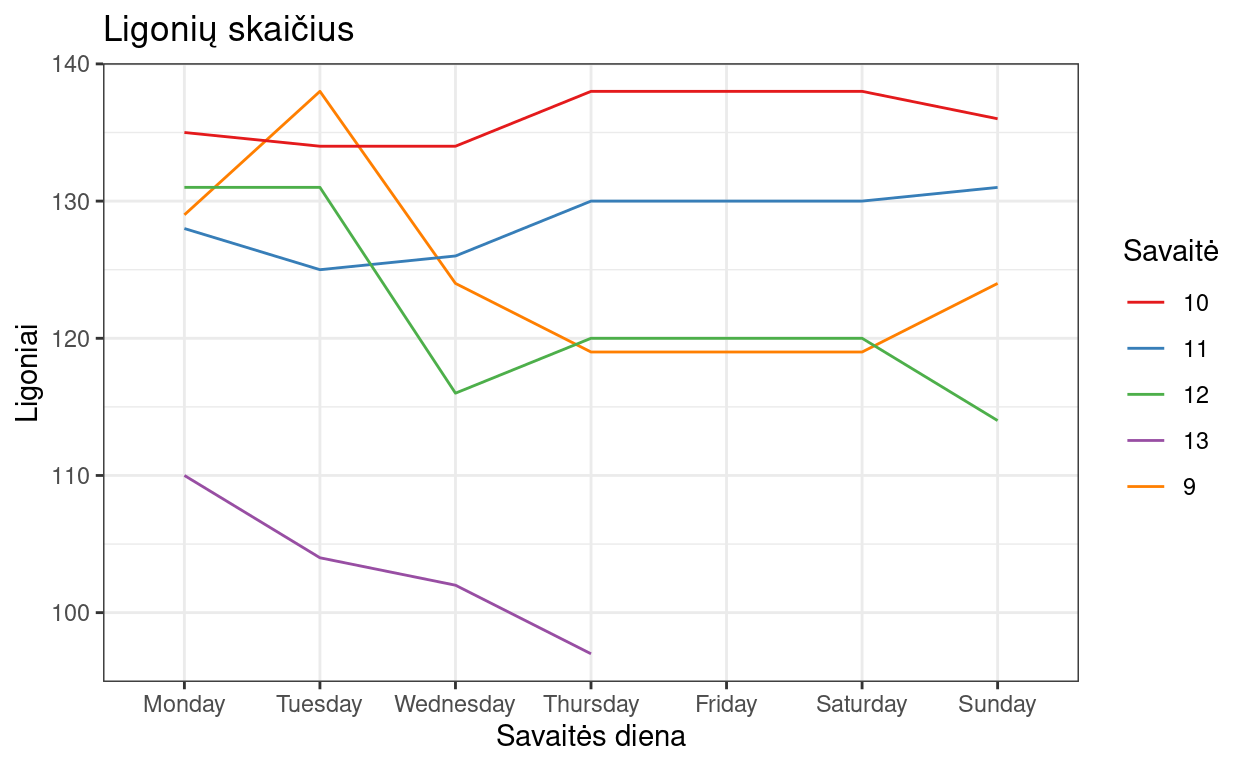 Ligonių skaičius
140
130
120
110
100
Ligoniai
Monday Tuesday Wednesday Thursday Friday Saturday Sunday
Savaitės diena
Savaitė
10
11
12
13
9